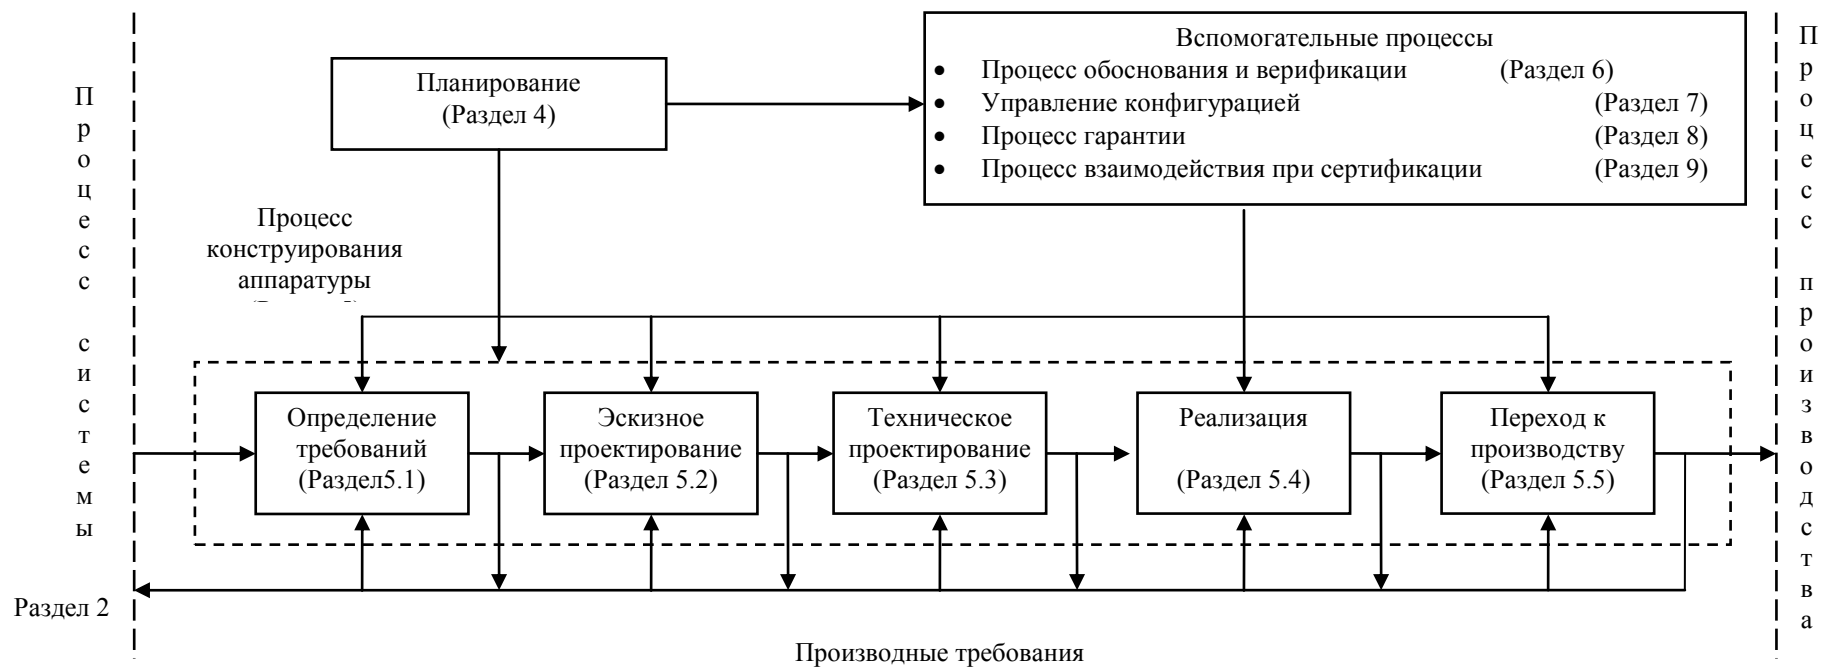 Процесс системы
Раздел 2
Планирование
(Раздел 4)
Вспомогательные процессы
• Процесс обоснования и верификации (Раздел 6)
• Управление конфигурацией (Раздел 7)
• Процесс гарантии (Раздел 8)
• Процесс взаимодействия при сертификации (Раздел 9)
Процесс
конструирования
аппаратуры
Определение
требований
(Раздел5.1)
Эскизное
проектирование
(Раздел 5.2)
Техническое
проектирование
(Раздел 5.3)
Реализация
(Раздел 5.4)
Переход к
производству
(Раздел 5.5)
Производные требования
Процесс производства